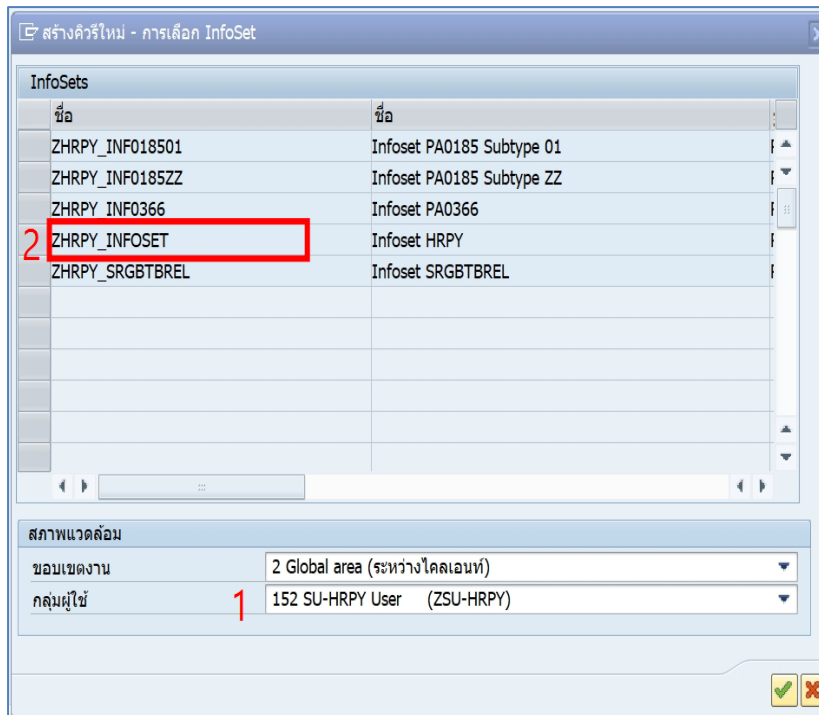 สร้างคิวรีใหม่ - การเลือก InfoSet
InfoSets
ชื่อ ชื่อ
ZHRPY_INF018501 Infoset PA0185 Subtype 01
ZHRPY_INF0185ZZ Infoset PA0185 Subtype ZZ
ZHRPY_INF0366 Infoset PA0366
2 ZHRPY_INFOSET Infoset HRPY
ZHRPY_SRGBTBREL Infoset SRGBTBREL
สภาพแวดล้อม
ขอบเขตงาน 2 Global area (ระหว่างไคลเอนท์)
กลุ่มผู้ใช้ 1 152 SU-HRPY User (ZSU-HRPY)